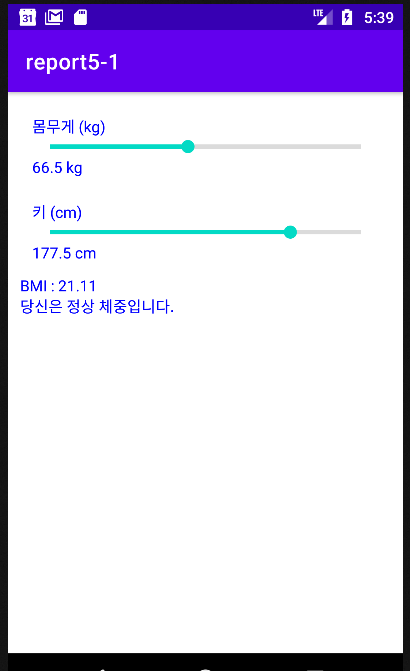 31
LTE
5:39
report5-1
몸무게 (kg)
66.5 kg
키 (cm)
177.5 cm
BMI : 21.11
당신은 정상 체중입니다.